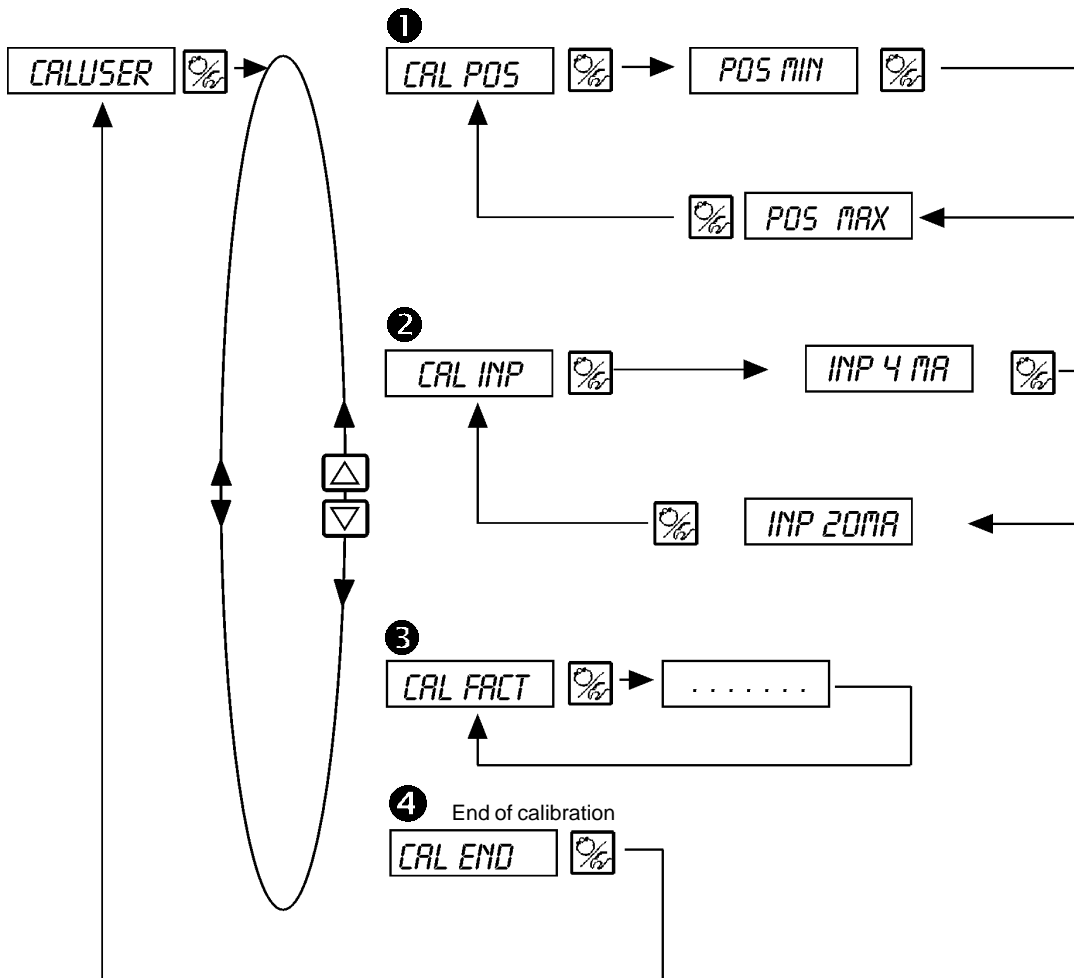 1
CALUSER
CAL POS
POS MIN
POS MAX
2
CAL INP
INP 4 MA
INP 20MA
3
CAL FACT
.......
4
End of calibration
CAL END